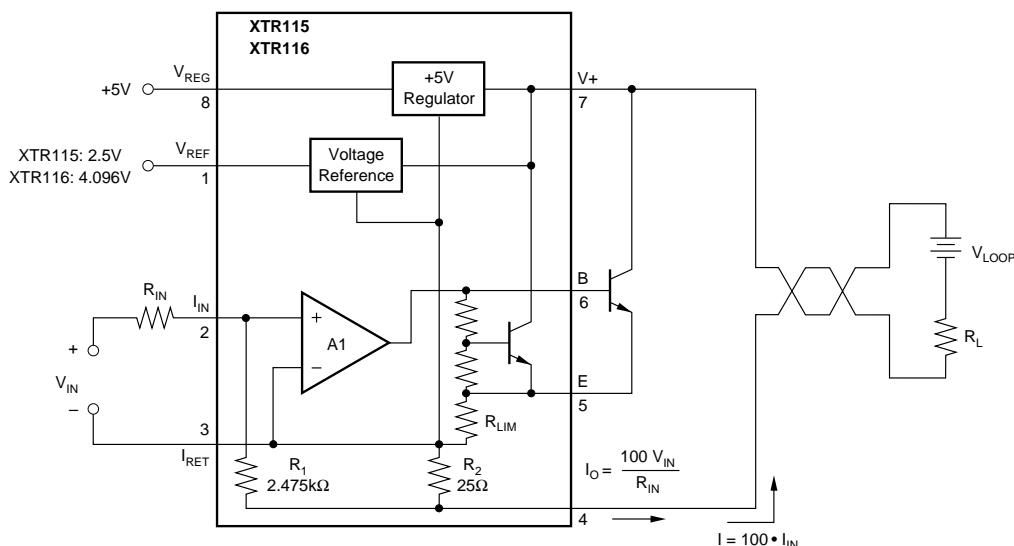 XTR115
XTR116
+5V
V_REG
8
+5V
Regulator
V+
7
XTR115: 2.5V
XTR116: 4.096V
V_REF
1
Voltage
Reference
V_LOOP
R_L
R_IN
I_IN
2
+
A1
–
B
6
+
V_IN
–
E
5
R_LIM
3
I_RET
R_1
2.475kΩ
R_2
25Ω
I_O = 100 V_IN / R_IN
4
I = 100 • I_IN